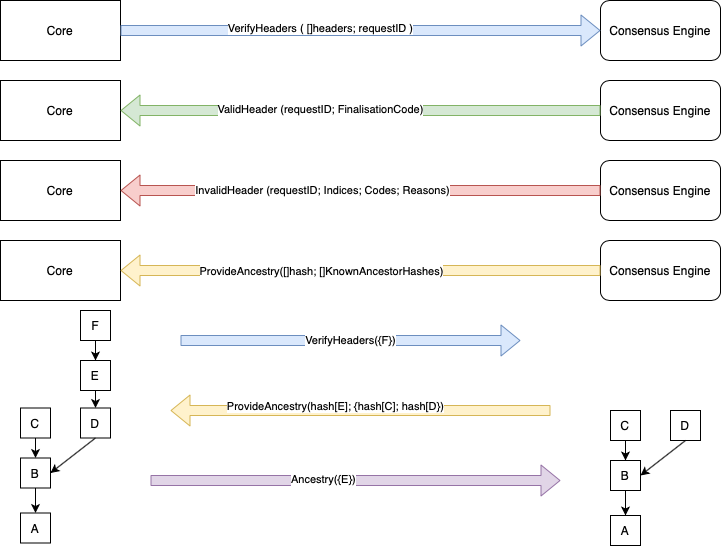 Core
VerifyHeaders ( []headers; requestID )
Consensus Engine
Core
ValidHeader (requestID; FinalisationCode)
Consensus Engine
Core
InvalidHeader (requestID; Indices; Codes; Reasons)
Consensus Engine
Core
ProvideAncestry([]hash; []KnownAncestorHashes)
Consensus Engine
F
VerifyHeaders({F})
E
ProvideAncestry(hash[E]; {hash[C]; hash[D})
C
D
C
D
B
Ancestry({E})
B
A
A